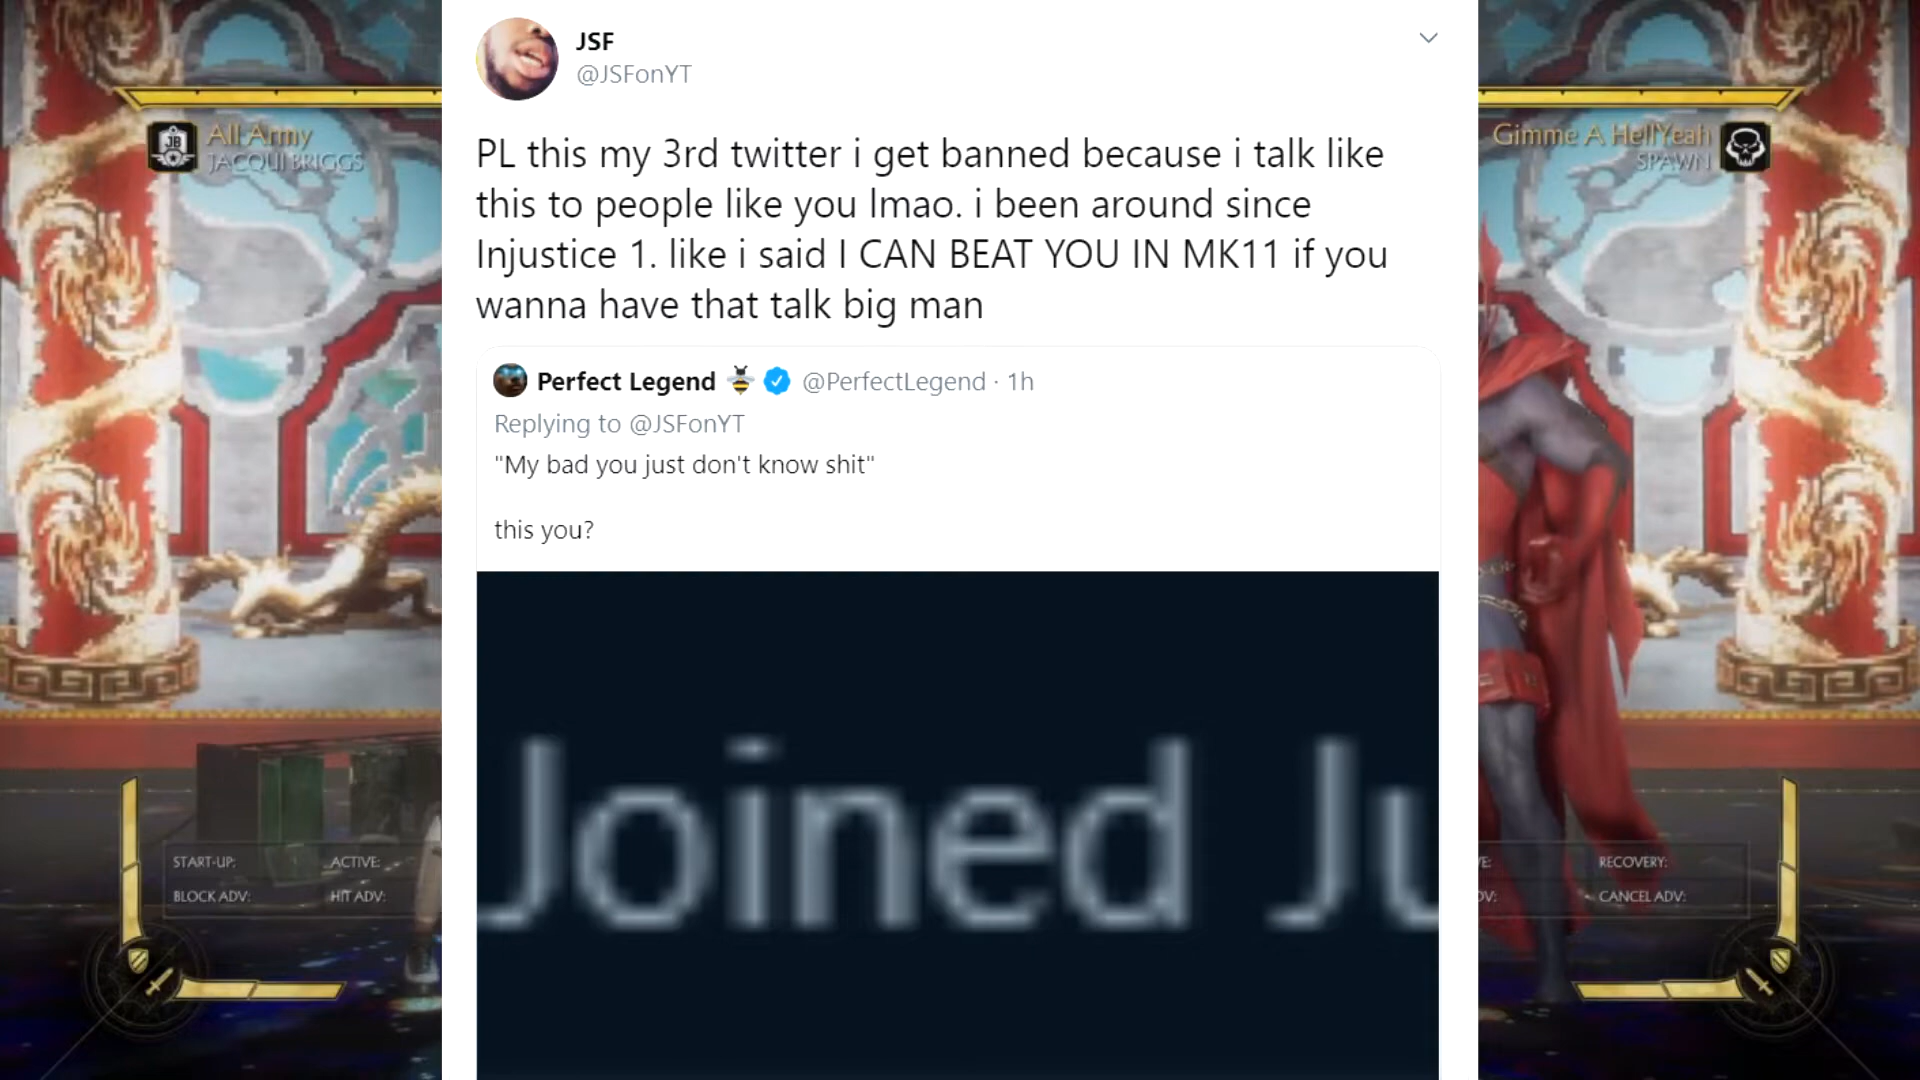 JSF
@JSFonYT
PL this my 3rd twitter i get banned because i talk like
this to people like you lmao. i been around since
Injustice 1. like i said I CAN BEAT YOU IN MK11 if you
wanna have that talk big man
Perfect Legend 🐝 @PerfectLegend · 1h
Replying to @JSFonYT
"My bad you just don't know shit"
this you?
Joined Ju
All Army
JACQUI BRIGGS
JB
Gimme A HellYeah
SPAWN
START-UP: ACTIVE: -
BLOCK ADV: HIT ADV:
VE: RECOVERY:
DV: - CANCEL ADV: